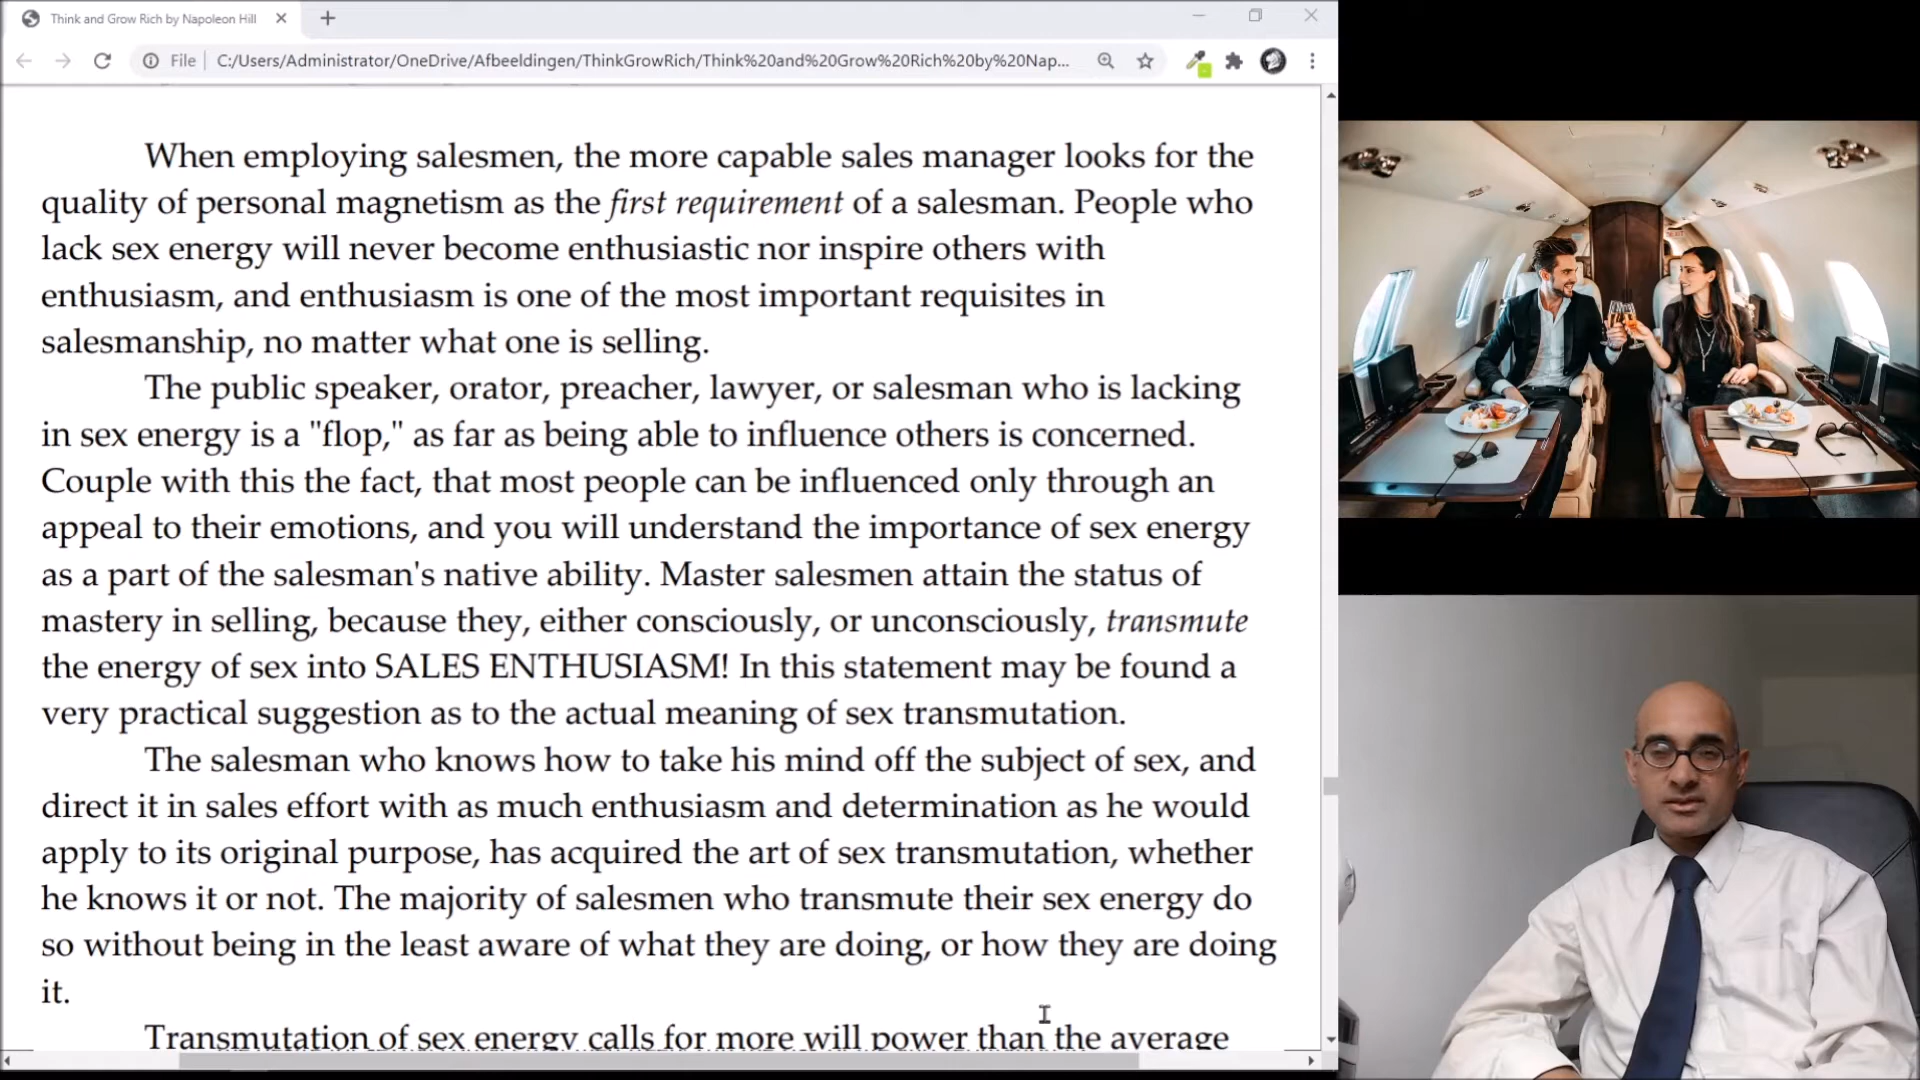 Think and Grow Rich by Napoleon Hill
File
C:/Users/Administrator/OneDrive/Afbeeldingen/ThinkGrowRich/Think%20and%20Grow%20Rich%20by%20Nap...
When employing salesmen, the more capable sales manager looks for the
quality of personal magnetism as the first requirement of a salesman. People who
lack sex energy will never become enthusiastic nor inspire others with
enthusiasm, and enthusiasm is one of the most important requisites in
salesmanship, no matter what one is selling.
The public speaker, orator, preacher, lawyer, or salesman who is lacking
in sex energy is a "flop," as far as being able to influence others is concerned.
Couple with this the fact, that most people can be influenced only through an
appeal to their emotions, and you will understand the importance of sex energy
as a part of the salesman's native ability. Master salesmen attain the status of
mastery in selling, because they, either consciously, or unconsciously, transmute
the energy of sex into SALES ENTHUSIASM! In this statement may be found a
very practical suggestion as to the actual meaning of sex transmutation.
The salesman who knows how to take his mind off the subject of sex, and
direct it in sales effort with as much enthusiasm and determination as he would
apply to its original purpose, has acquired the art of sex transmutation, whether
he knows it or not. The majority of salesmen who transmute their sex energy do
so without being in the least aware of what they are doing, or how they are doing
it.
Transmutation of sex energy calls for more will power than the average